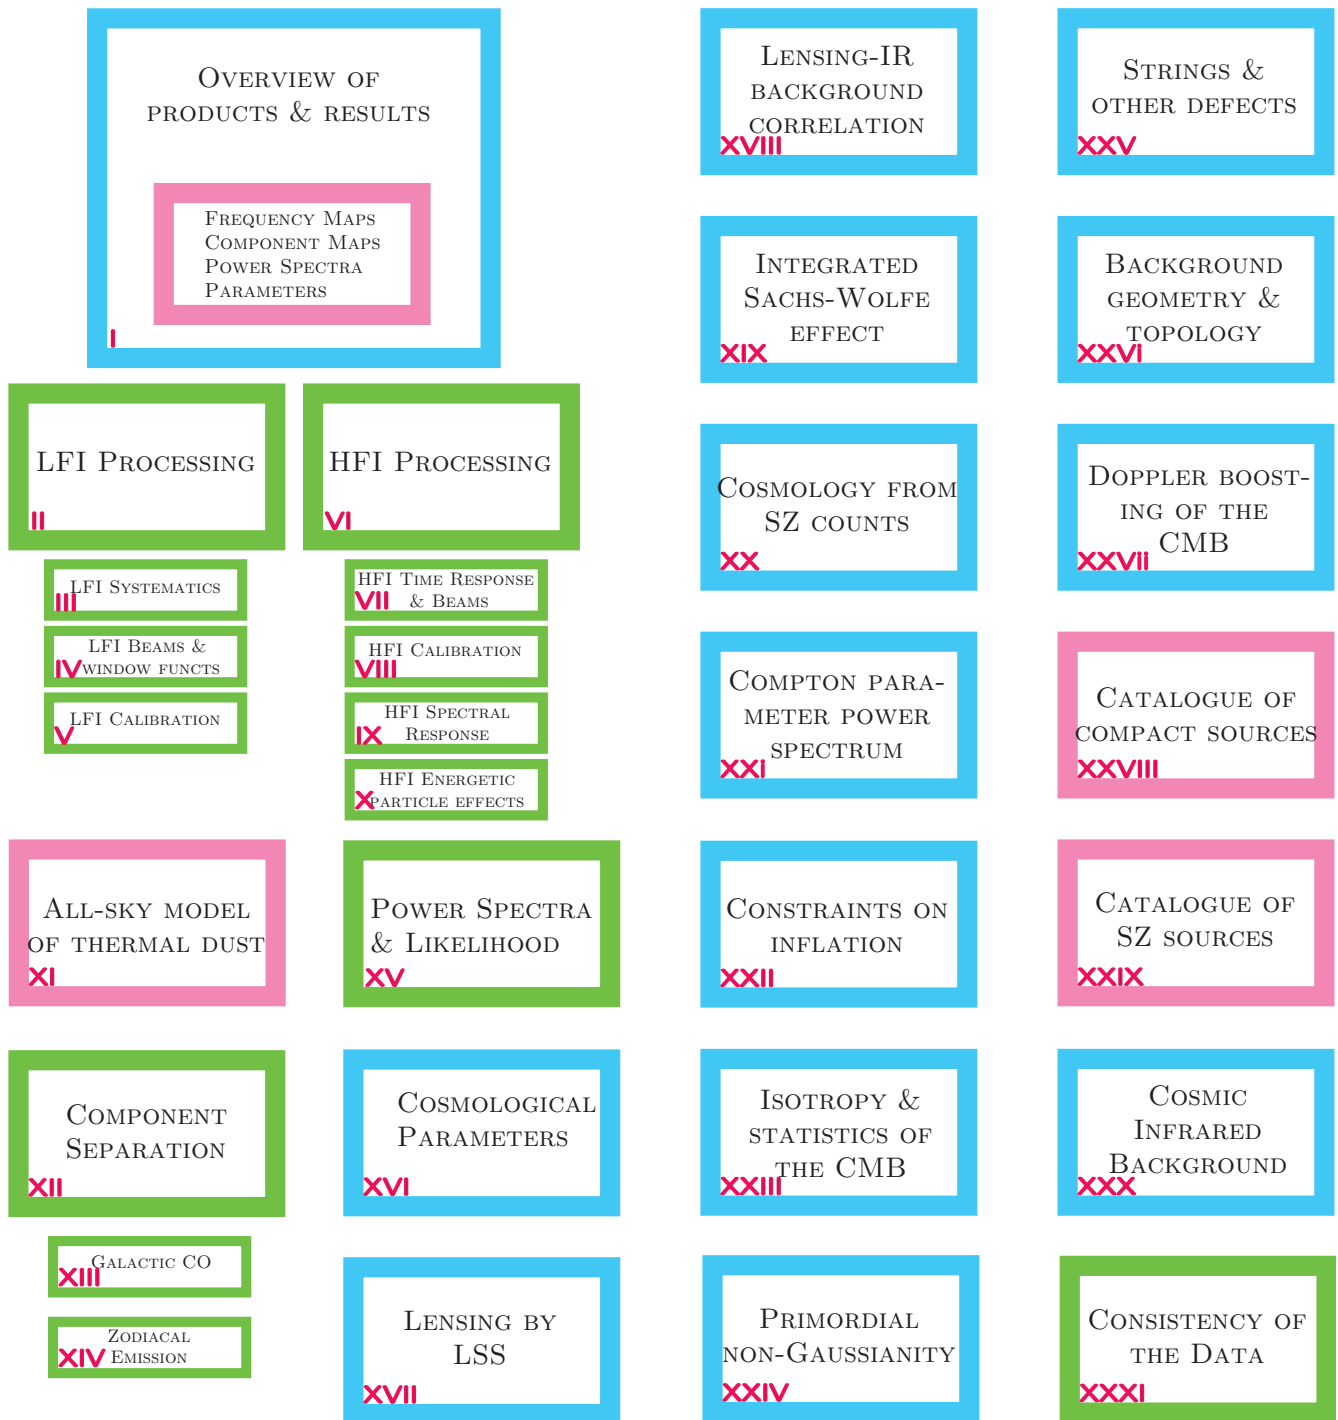 Overview of
products & results
Frequency Maps
Component Maps
Power Spectra
Parameters
I
LFI Processing
II
HFI Processing
VI
LFI Systematics
III
LFI Beams &
window functs
IV
LFI Calibration
V
HFI Time Response
& Beams
VII
HFI Calibration
VIII
HFI Spectral
Response
IX
HFI Energetic
particle effects
X
All-sky model
of thermal dust
XI
Component
Separation
XII
Galactic CO
XIII
Zodiacal
Emission
XIV
Power Spectra
& Likelihood
XV
Cosmological
Parameters
XVI
Lensing by
LSS
XVII
Lensing-IR
background
correlation
XVIII
Integrated
Sachs-Wolfe
effect
XIX
Cosmology from
SZ counts
XX
Compton para-
meter power
spectrum
XXi
Constraints on
inflation
XXII
Isotropy &
statistics of
the CMB
XXIII
Primordial
non-Gaussianity
XXIV
Strings &
other defects
XXV
Background
geometry &
topology
XXVi
Doppler boost-
ing of the
CMB
XXVii
Catalogue of
compact sources
XXVIII
Catalogue of
SZ sources
XXIX
Cosmic
Infrared
Background
XXX
Consistency of
the Data
XXXI